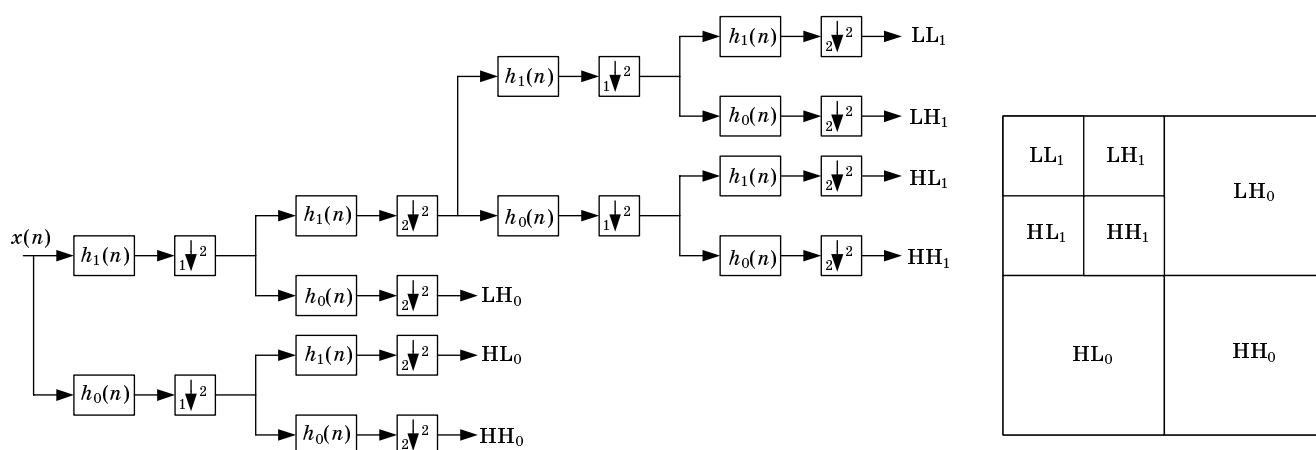 h₁(n) 2↓2 LL₁
h₁(n) 1↓2
h₀(n) 2↓2 LH₁
h₁(n) 2↓2 HL₁
h₁(n) 2↓2 h₀(n) 1↓2
x(n) h₁(n) 1↓2
h₀(n) 2↓2 HH₁
h₀(n) 2↓2 LH₀
h₁(n) 2↓2 HL₀
h₀(n) 1↓2
h₀(n) 2↓2 HH₀
LL₁ LH₁ LH₀
HL₁ HH₁
HL₀ HH₀